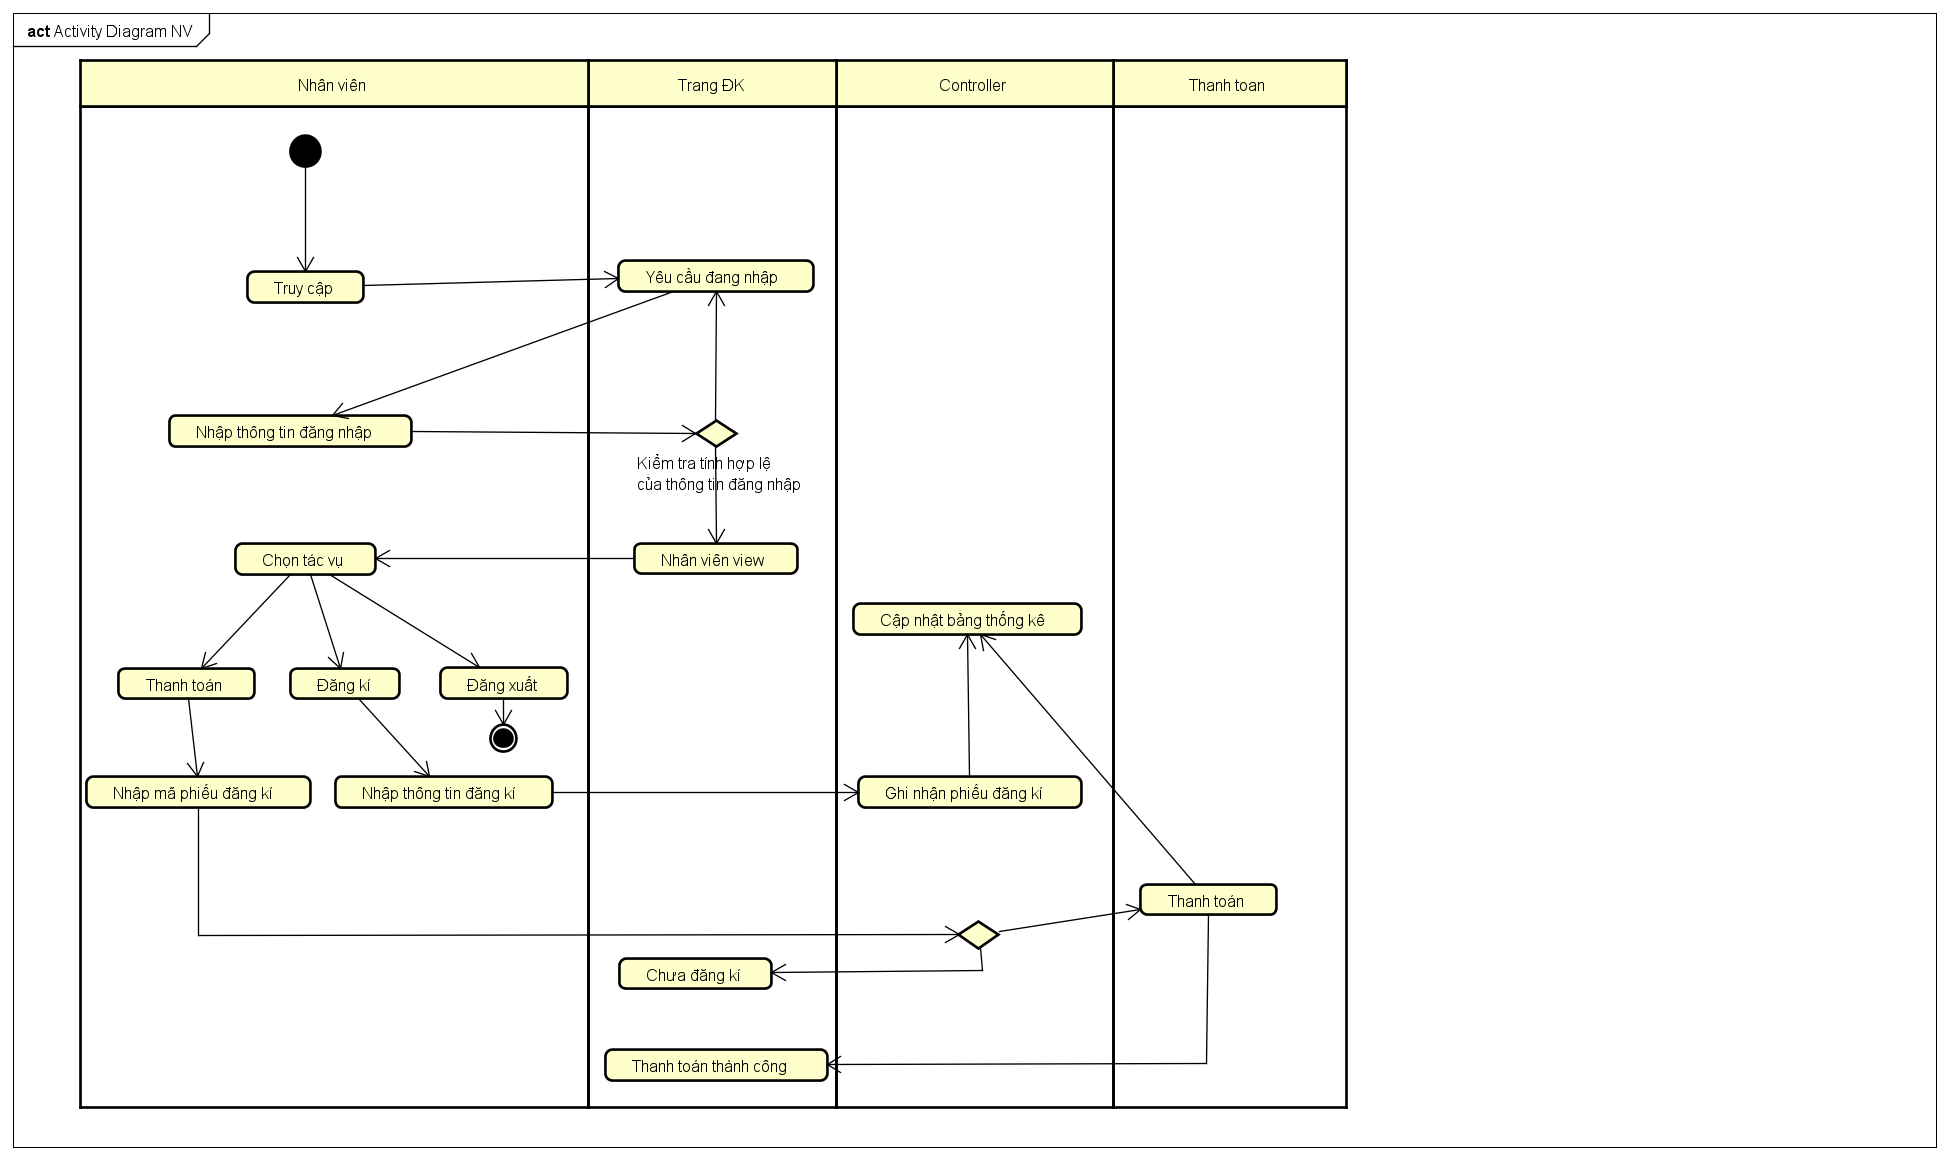 act Activity Diagram NV
Nhân viên
Trang ĐK
Controller
Thanh toan
Truy cập
Yêu cầu đang nhập
Nhập thông tin đăng nhập
Kiểm tra tính hợp lệ
của thông tin đăng nhập
Chọn tác vụ
Nhân viên view
Cập nhật bảng thống kê
Thanh toán
Đăng kí
Đăng xuất
Nhập mã phiếu đăng kí
Nhập thông tin đăng kí
Ghi nhận phiếu đăng kí
Thanh toán
Chưa đăng kí
Thanh toán thành công